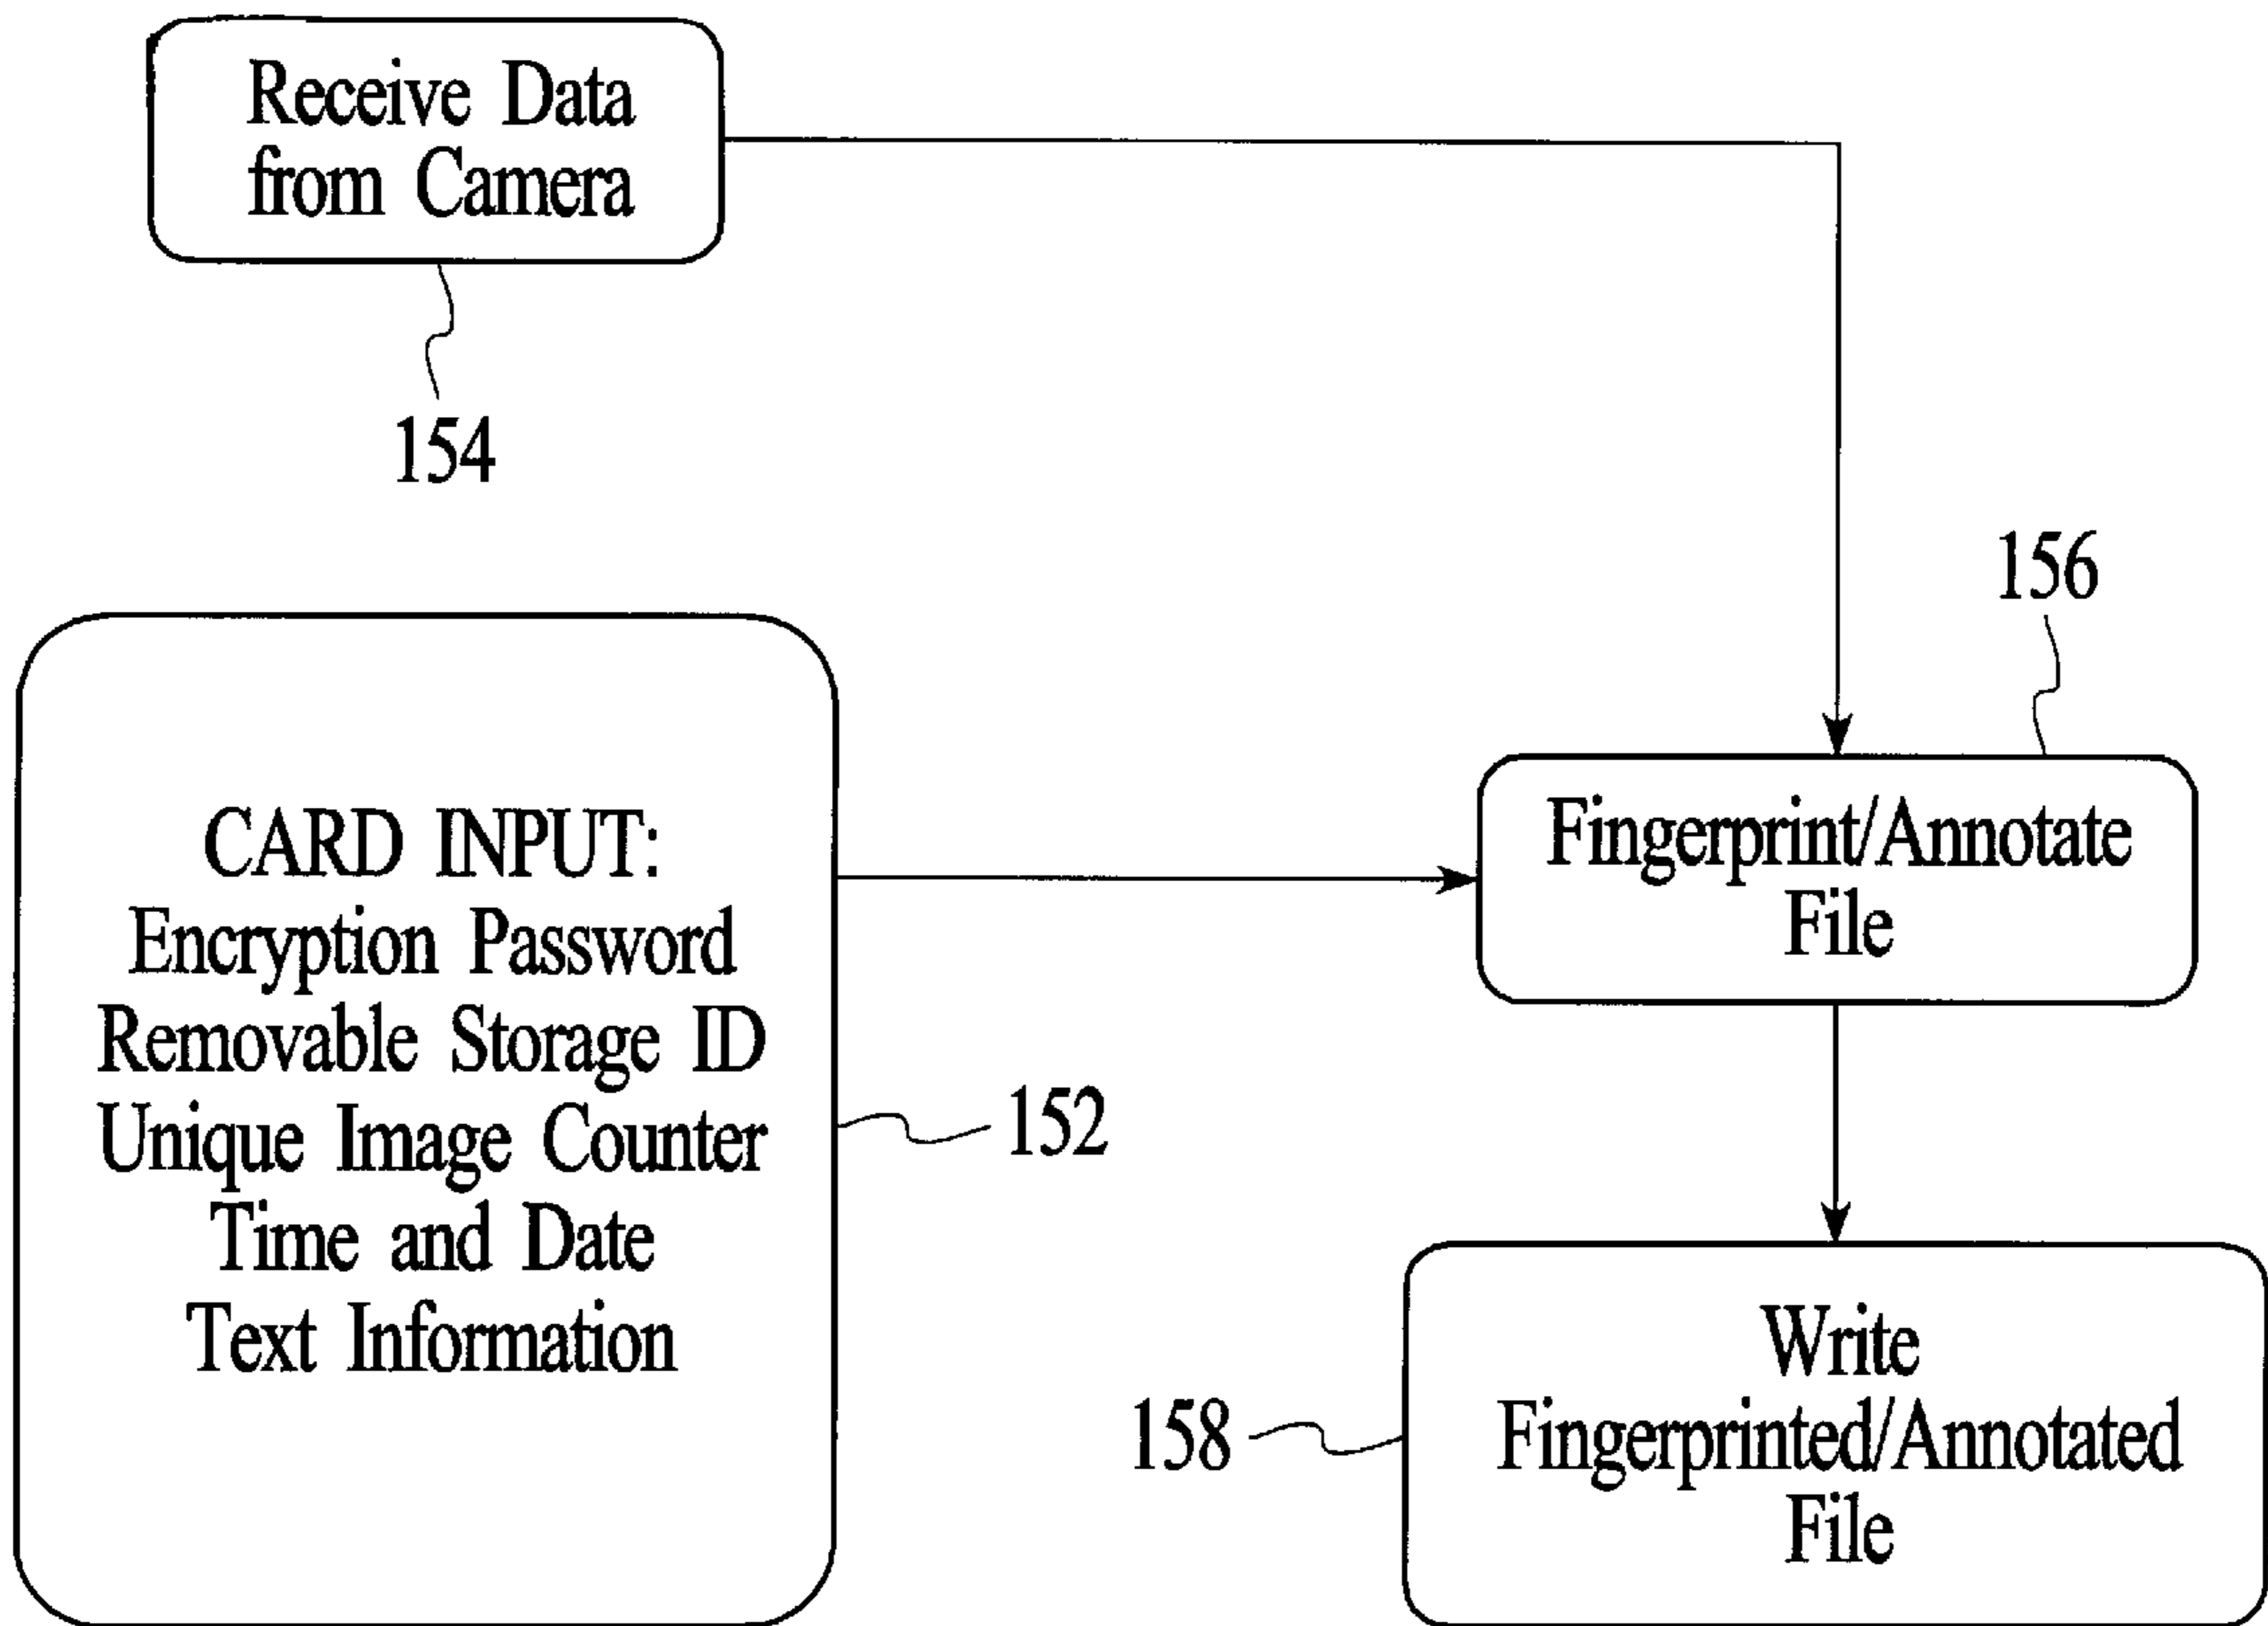 Receive Data
from Camera
154
156
CARD INPUT:
Encryption Password
Removable Storage ID
Unique Image Counter
Time and Date
Text Information
152
Fingerprint/Annotate
File
158
Write
Fingerprinted/Annotated
File